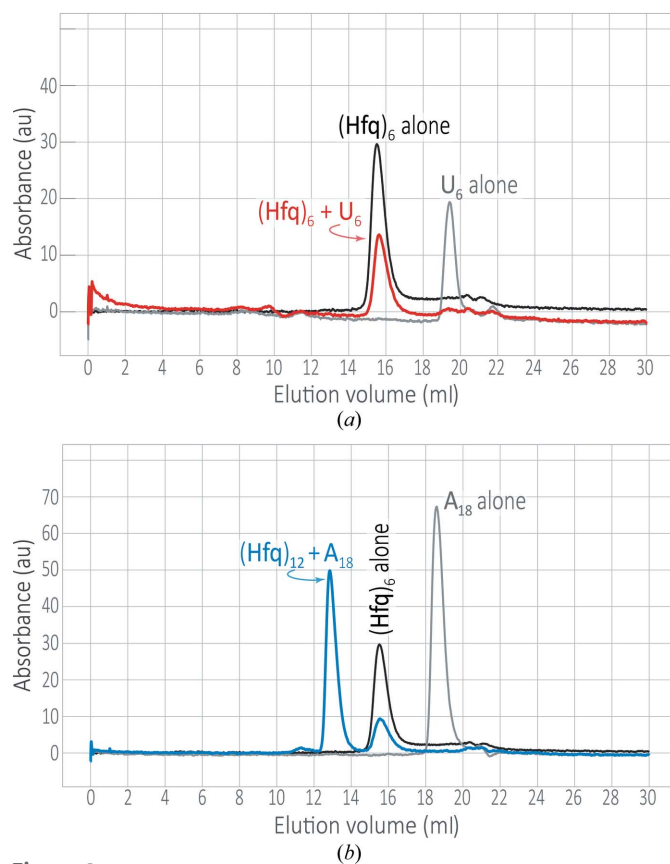 Absorbance (au)
40
30
20
10
0
(Hfq)6 alone
U6 alone
(Hfq)6 + U6
0 2 4 6 8 10 12 14 16 18 20 22 24 26 28 30
Elution volume (ml)
(a)
Absorbance (au)
70
60
50
40
30
20
10
0
(Hfq)12 + A18
(Hfq)6 alone
A18 alone
0 2 4 6 8 10 12 14 16 18 20 22 24 26 28 30
Elution volume (ml)
(b)